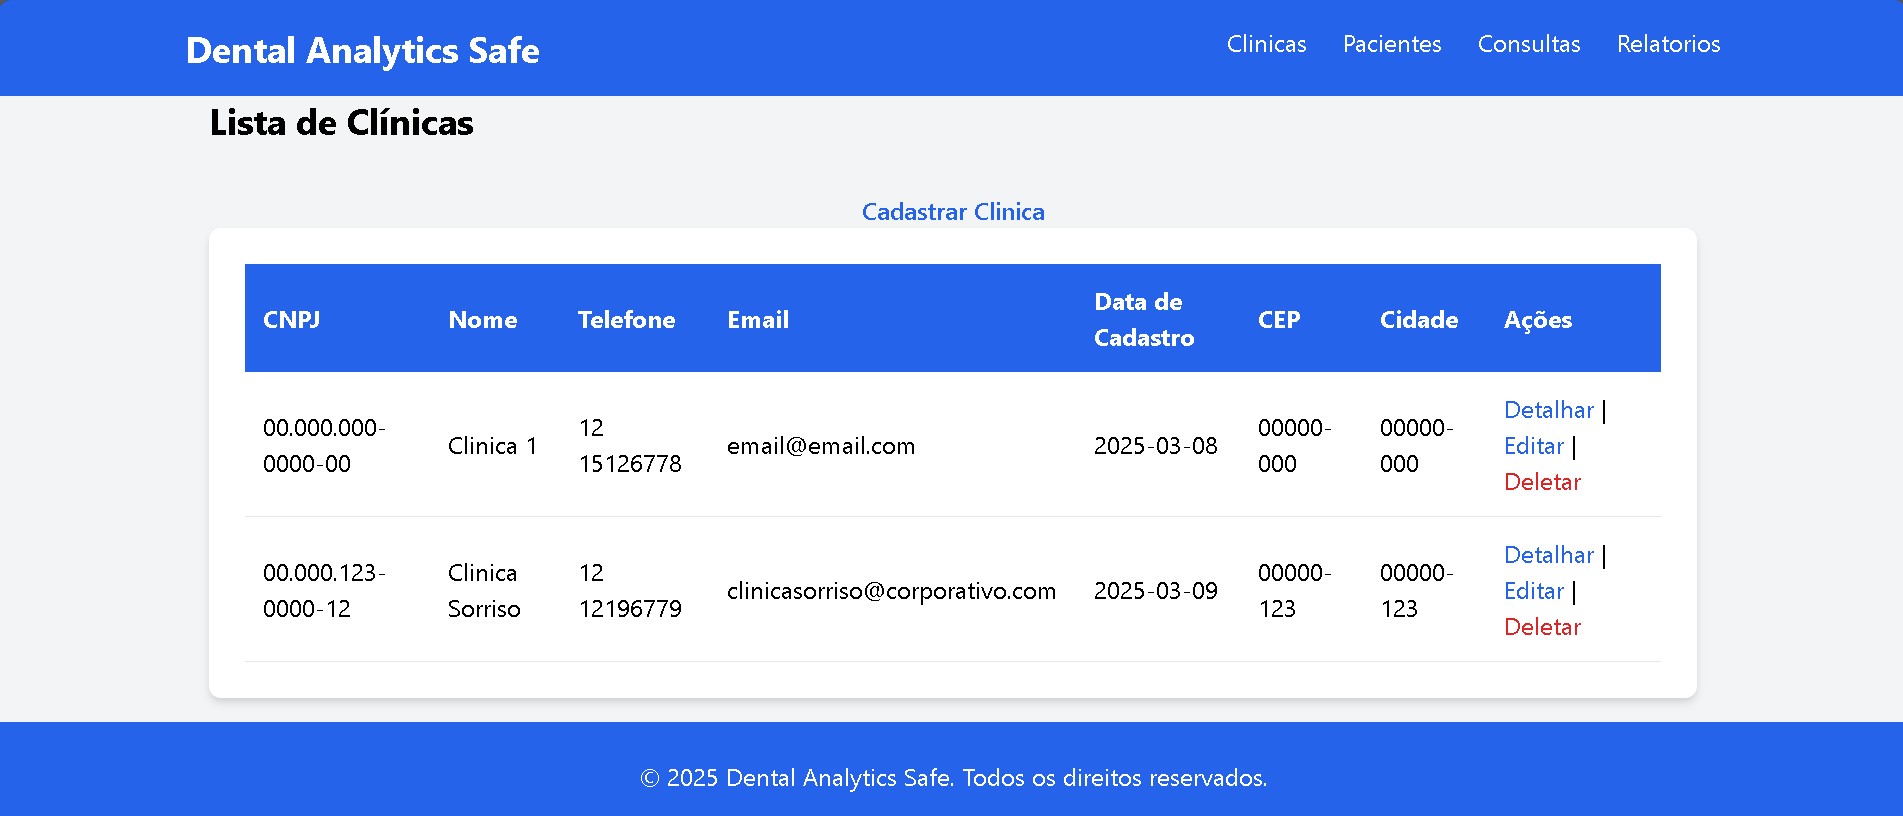 Dental Analytics Safe
Clinicas Pacientes Consultas Relatorios
Lista de Clínicas
Cadastrar Clinica
CNPJ Nome Telefone Email Data de Cadastro CEP Cidade Ações
00.000.000-0000-00 Clinica 1 12 15126778 email@email.com 2025-03-08 00000-000 00000-000 Detalhar | Editar | Deletar
00.000.123-0000-12 Clinica Sorriso 12 12196779 clinicasorriso@corporativo.com 2025-03-09 00000-123 00000-123 Detalhar | Editar | Deletar
© 2025 Dental Analytics Safe. Todos os direitos reservados.